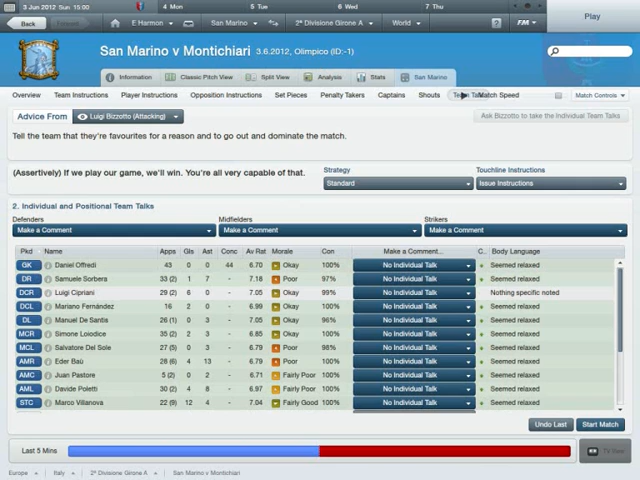 3 Jun 2012 15:00 4 Mon 5 Tue 6 Wed 7 Thu
Back E Harmon San Marino 2ª Divisione Girone A World ? FM Play
San Marino v Montichiari 3.6.2012, Olimpico (ID:-1)
Information Classic Pitch View Split View Analysis Stats San Marino
Overview Team Instructions Player Instructions Opposition Instructions Set Pieces Penalty Takers Captains Shouts Team Match Speed Match Controls
Advice From Luigi Bizzotto (Attacking) Ask Bizzotto to take the Individual Team Talks
Tell the team that they're favourites for a reason and to go out and dominate the match.
(Assertively) If we play our game, we'll win. You're all very capable of that.
Strategy Touchline Instructions
Standard Issue Instructions
2. Individual and Positional Team Talks
Defenders Midfielders Strikers
Make a Comment Make a Comment Make a Comment
Pkd Name Apps Gls Ast Conc Av Rat Morale Con Make a Comment... C.. Body Language
GK Daniel Offredi 43 0 0 44 6.70 Okay 100% No Individual Talk Seemed relaxed
DR Samuele Sorbera 33 (2) 1 7 - 7.18 Poor 97% No Individual Talk Seemed relaxed
DCR Luigi Cipriani 29 (2) 6 0 - 7.05 Okay 99% No Individual Talk Nothing specific noted
DCL Mariano Fernández 16 2 0 - 6.99 Okay 100% No Individual Talk Seemed relaxed
DL Manuel De Santis 26 (1) 0 3 - 7.05 Okay 96% No Individual Talk Seemed relaxed
MCR Simone Loiodice 35 (2) 3 2 - 6.85 Okay 100% No Individual Talk Seemed relaxed
MCL Salvatore Del Sole 27 (5) 0 3 - 6.79 Poor 98% No Individual Talk Seemed relaxed
AMR Eder Baù 28 (6) 4 13 - 6.79 Poor 100% No Individual Talk Seemed relaxed
AMC Juan Pastore 5 (2) 0 0 - 6.71 Fairly Poor 100% No Individual Talk Seemed relaxed
AML Davide Poletti 30 (2) 4 8 - 6.97 Fairly Poor 100% No Individual Talk Seemed relaxed
STC Marco Villanova 22 (9) 12 4 - 7.04 Fairly Good 100% No Individual Talk Seemed relaxed
Undo Last Start Match
Last 5 Mins TV View
Europe Italy 2ª Divisione Girone A San Marino v Montichiari